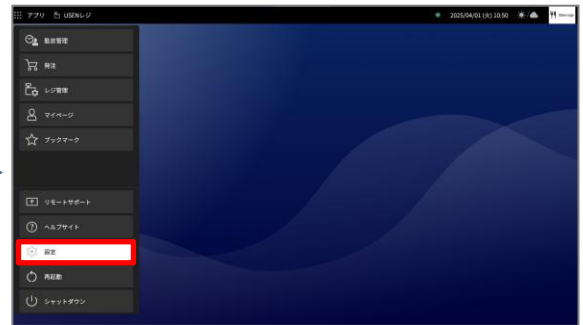 アプリ USENレジ 2025/04/01 (火) 10:50
勤怠管理
発注
レジ管理
マイページ
ブックマーク
リモートサポート
ヘルプサイト
設定
再起動
シャットダウン